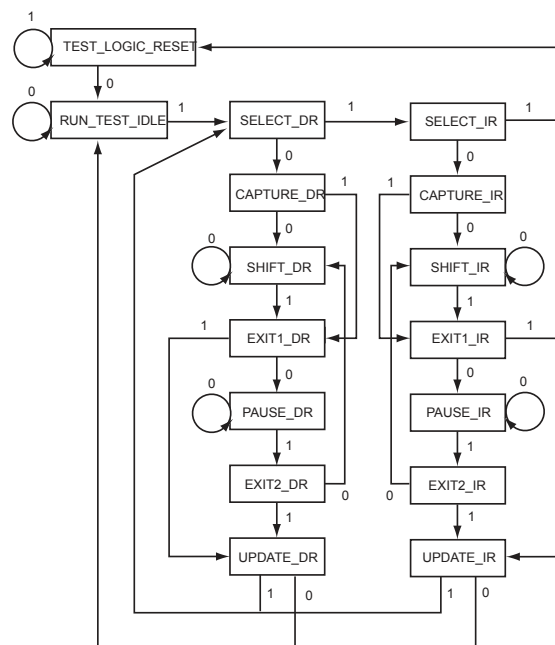 1
TEST_LOGIC_RESET
0
0
RUN_TEST_IDLE
1
SELECT_DR
1
SELECT_IR
1
0
0
CAPTURE_DR
1
1
CAPTURE_IR
0
0
0
SHIFT_DR
SHIFT_IR
0
1
1
1
EXIT1_DR
EXIT1_IR
1
0
0
0
PAUSE_DR
PAUSE_IR
0
1
1
EXIT2_DR
0
0
EXIT2_IR
1
1
UPDATE_DR
UPDATE_IR
1
0
1
0